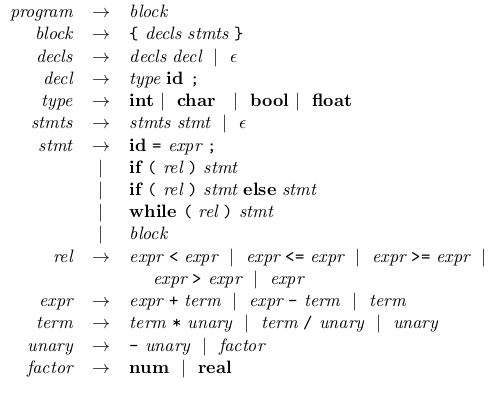 program → block
block → { decls stmts }
decls → decls decl | ϵ
decl → type id ;
type → int | char | bool | float
stmts → stmts stmt | ϵ
stmt → id = expr ;
| if ( rel ) stmt
| if ( rel ) stmt else stmt
| while ( rel ) stmt
| block
rel → expr < expr | expr <= expr | expr >= expr |
expr > expr | expr
expr → expr + term | expr − term | term
term → term * unary | term / unary | unary
unary → − unary | factor
factor → num | real